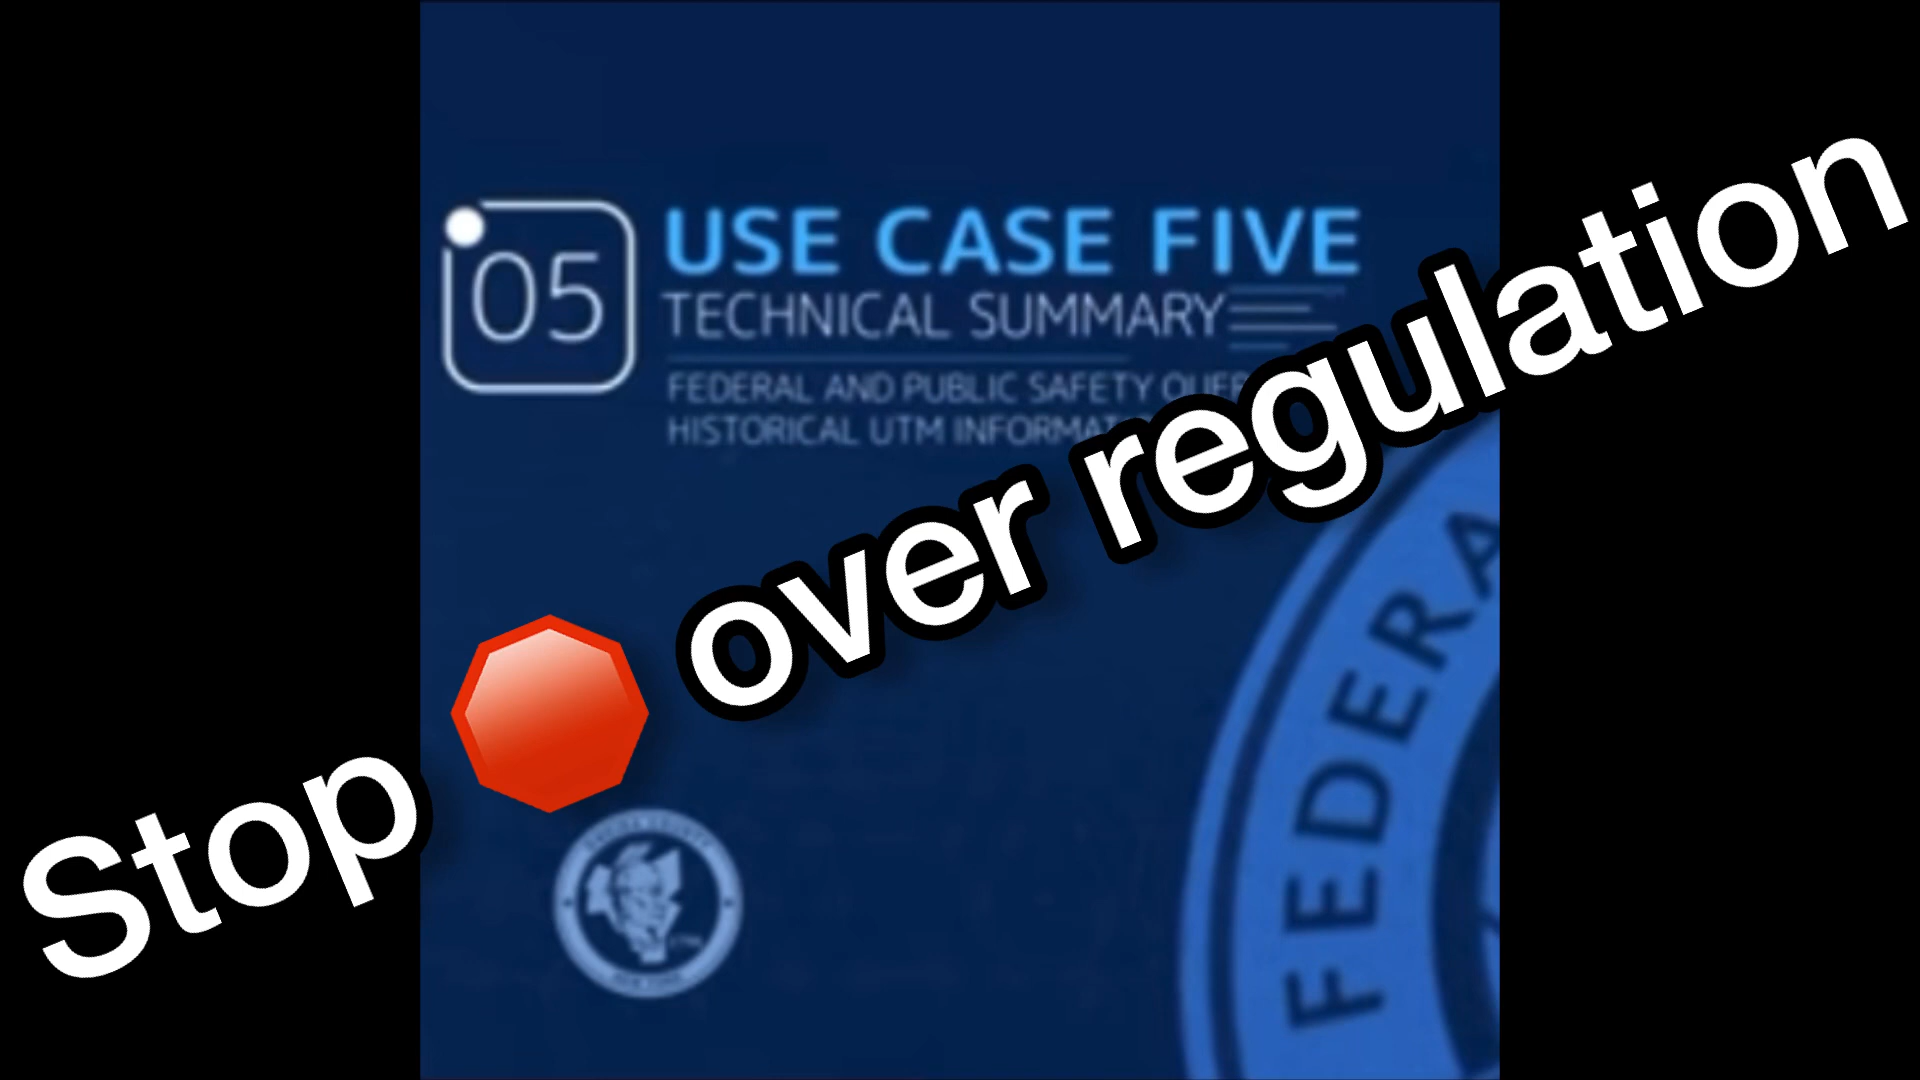 05
USE CASE FIVE
TECHNICAL SUMMARY
FEDERAL AND PUBLIC SAFETY
HISTORICAL UTM
Stop 🛑 over regulation
FEDERA